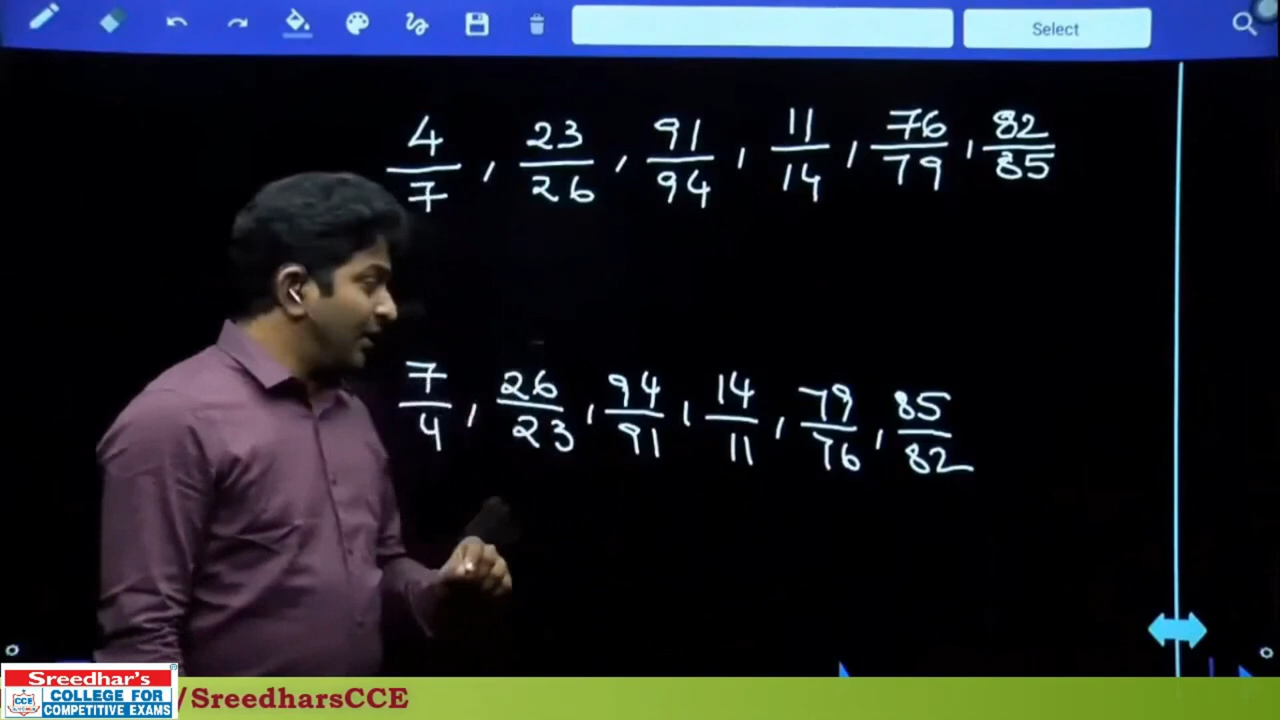 Select
4/7 , 23/26 , 91/94 , 11/14 , 76/79 , 82/85
7/4 , 26/23 , 94/91 , 14/11 , 79/76 , 85/82
Sreedhar's
CCE COLLEGE FOR
COMPETITIVE EXAMS
/SreedharsCCE